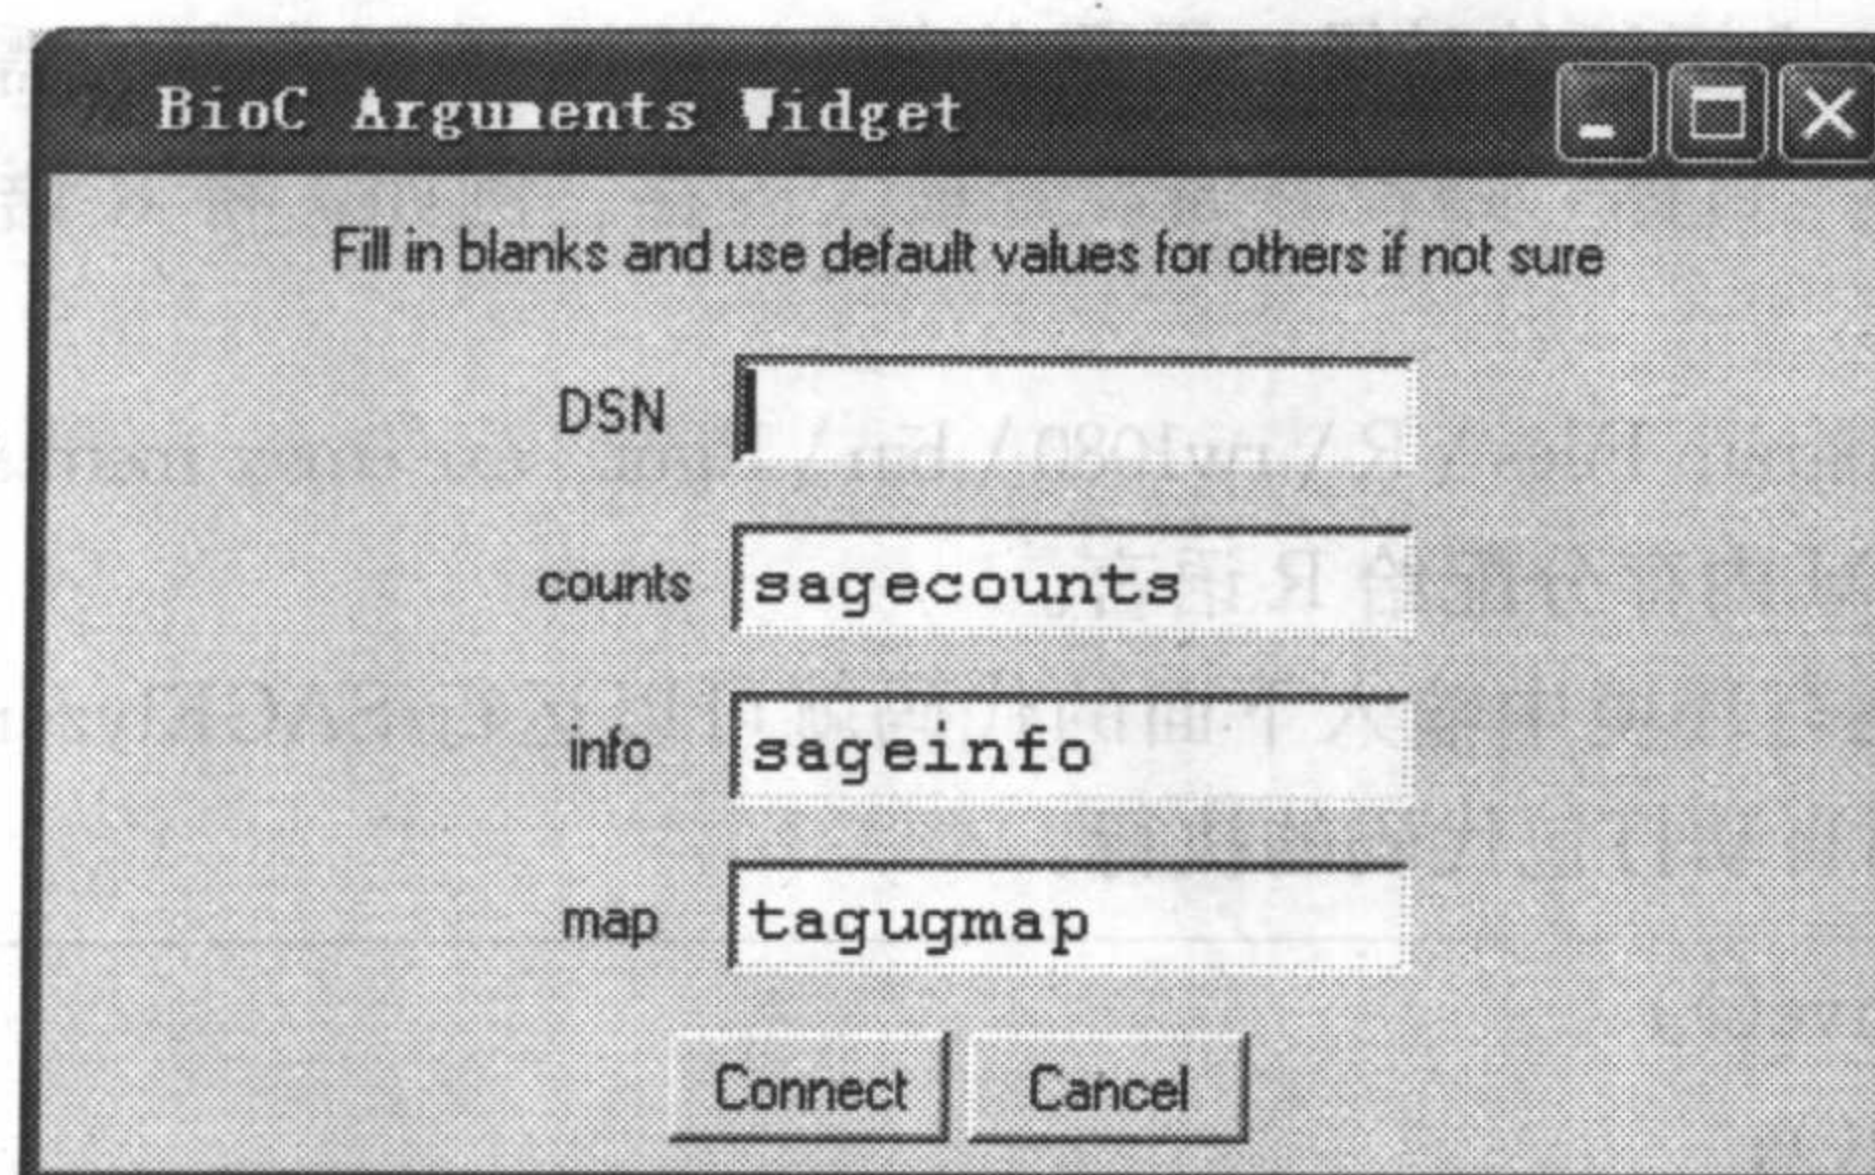 BioC Arguments Widget
Fill in blanks and use default values for others if not sure
DSN
counts sagecounts
info sageinfo
map tagugmap
Connect Cancel